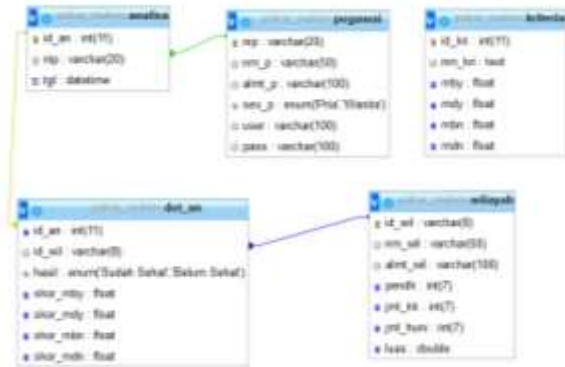 analisa
id_an : int(11)
nip : varchar(20)
tgl : datetime
pegawai
nip : varchar(20)
nm_p : varchar(50)
almt_p : varchar(100)
sex_p : enum('Pria','Wanita')
user : varchar(100)
pass : varchar(100)
kriteria
id_kri : int(11)
nm_kri : text
mby : float
mdy : float
mbn : float
mdn : float
det_an
id_an : int(11)
id_wil : varchar(8)
hasil : enum('Sudah Sehat','Belum Sehat')
skor_mby : float
skor_mdy : float
skor_mbn : float
skor_mdn : float
wilayah
id_wil : varchar(8)
nm_wil : varchar(50)
almt_wil : varchar(100)
pendk : int(7)
jml_kk : int(7)
jml_hum : int(7)
luas : double